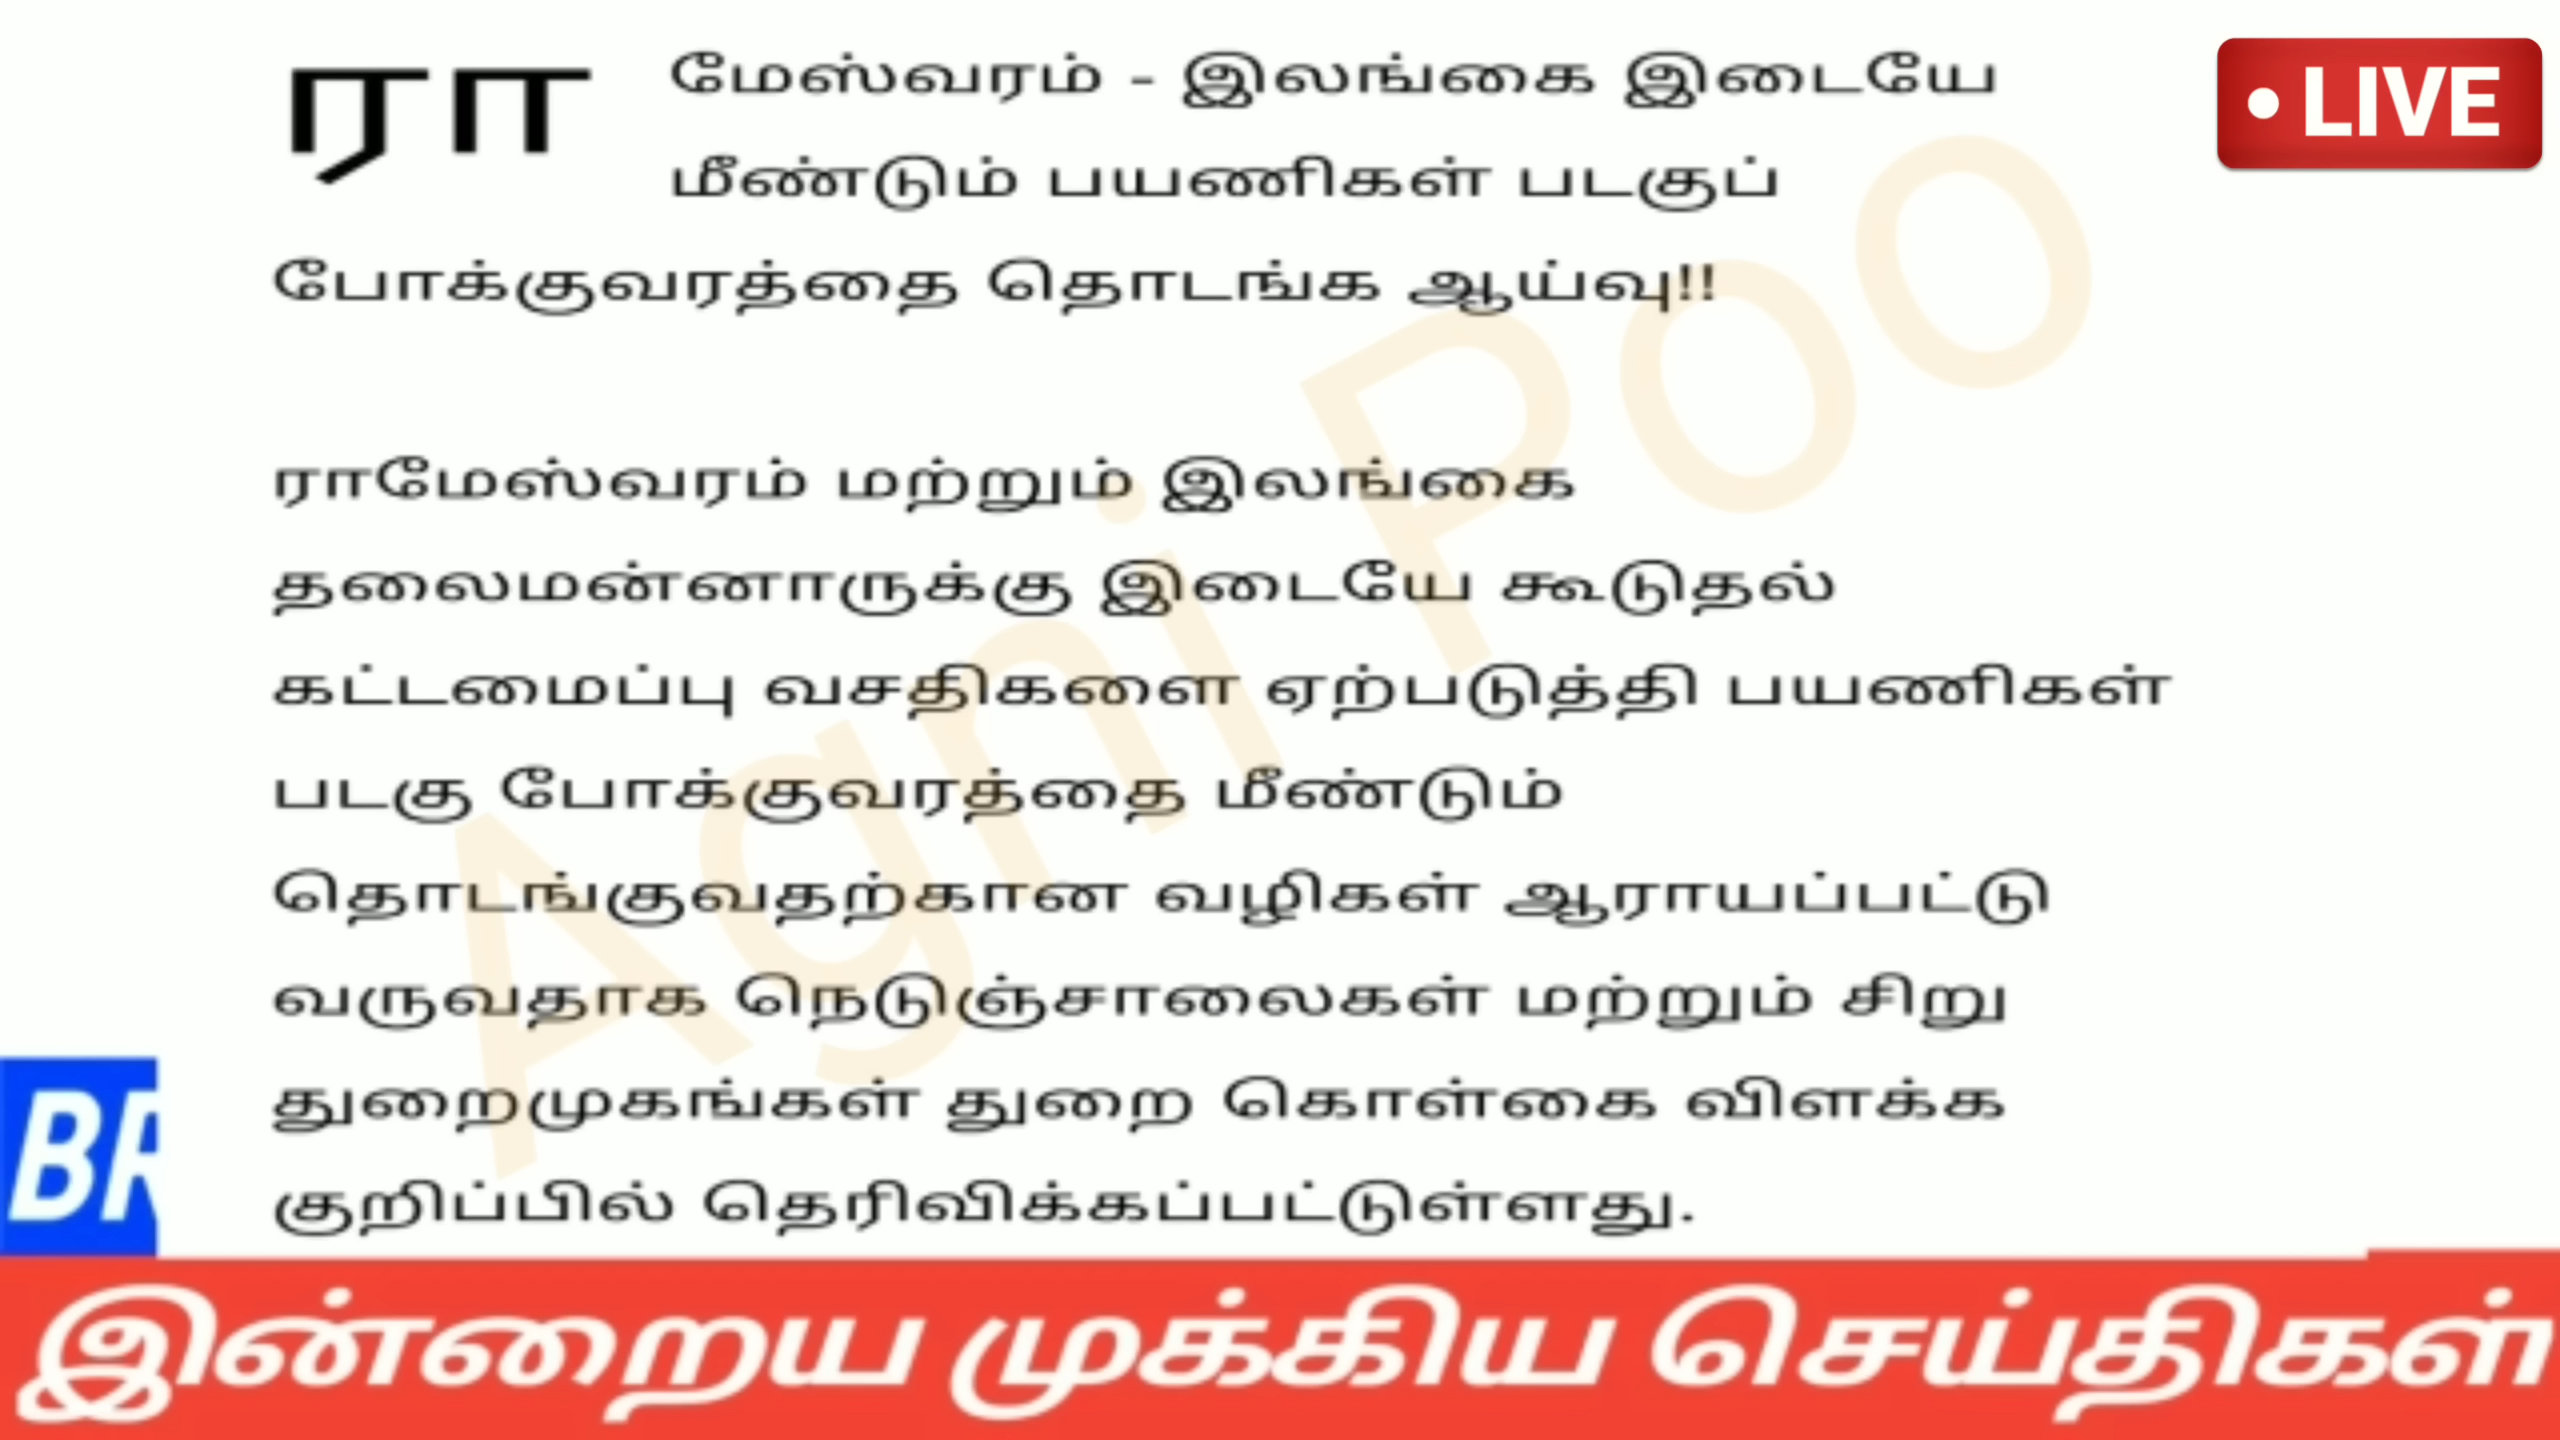 ராமேஸ்வரம் - இலங்கை இடையே
மீண்டும் பயணிகள் படகுப்
போக்குவரத்தை தொடங்க ஆய்வு!!
ராமேஸ்வரம் மற்றும் இலங்கை
தலைமன்னாருக்கு இடையே கூடுதல்
கட்டமைப்பு வசதிகளை ஏற்படுத்தி பயணிகள்
படகு போக்குவரத்தை மீண்டும்
தொடங்குவதற்கான வழிகள் ஆராயப்பட்டு
வருவதாக நெடுஞ்சாலைகள் மற்றும் சிறு
துறைமுகங்கள் துறை கொள்கை விளக்க
குறிப்பில் தெரிவிக்கப்பட்டுள்ளது.
• LIVE
Agni Poo
BR
இன்றைய முக்கிய செய்திகள்